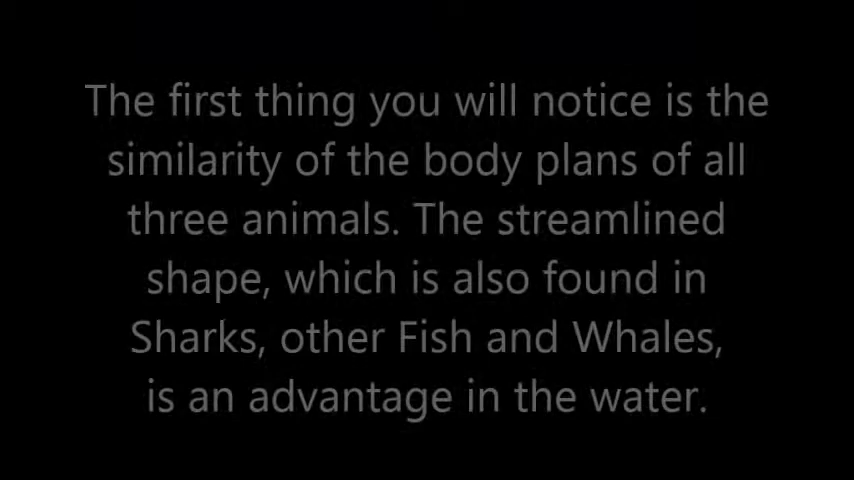 The first thing you will notice is the
similarity of the body plans of all
three animals. The streamlined
shape, which is also found in
Sharks, other Fish and Whales,
is an advantage in the water.